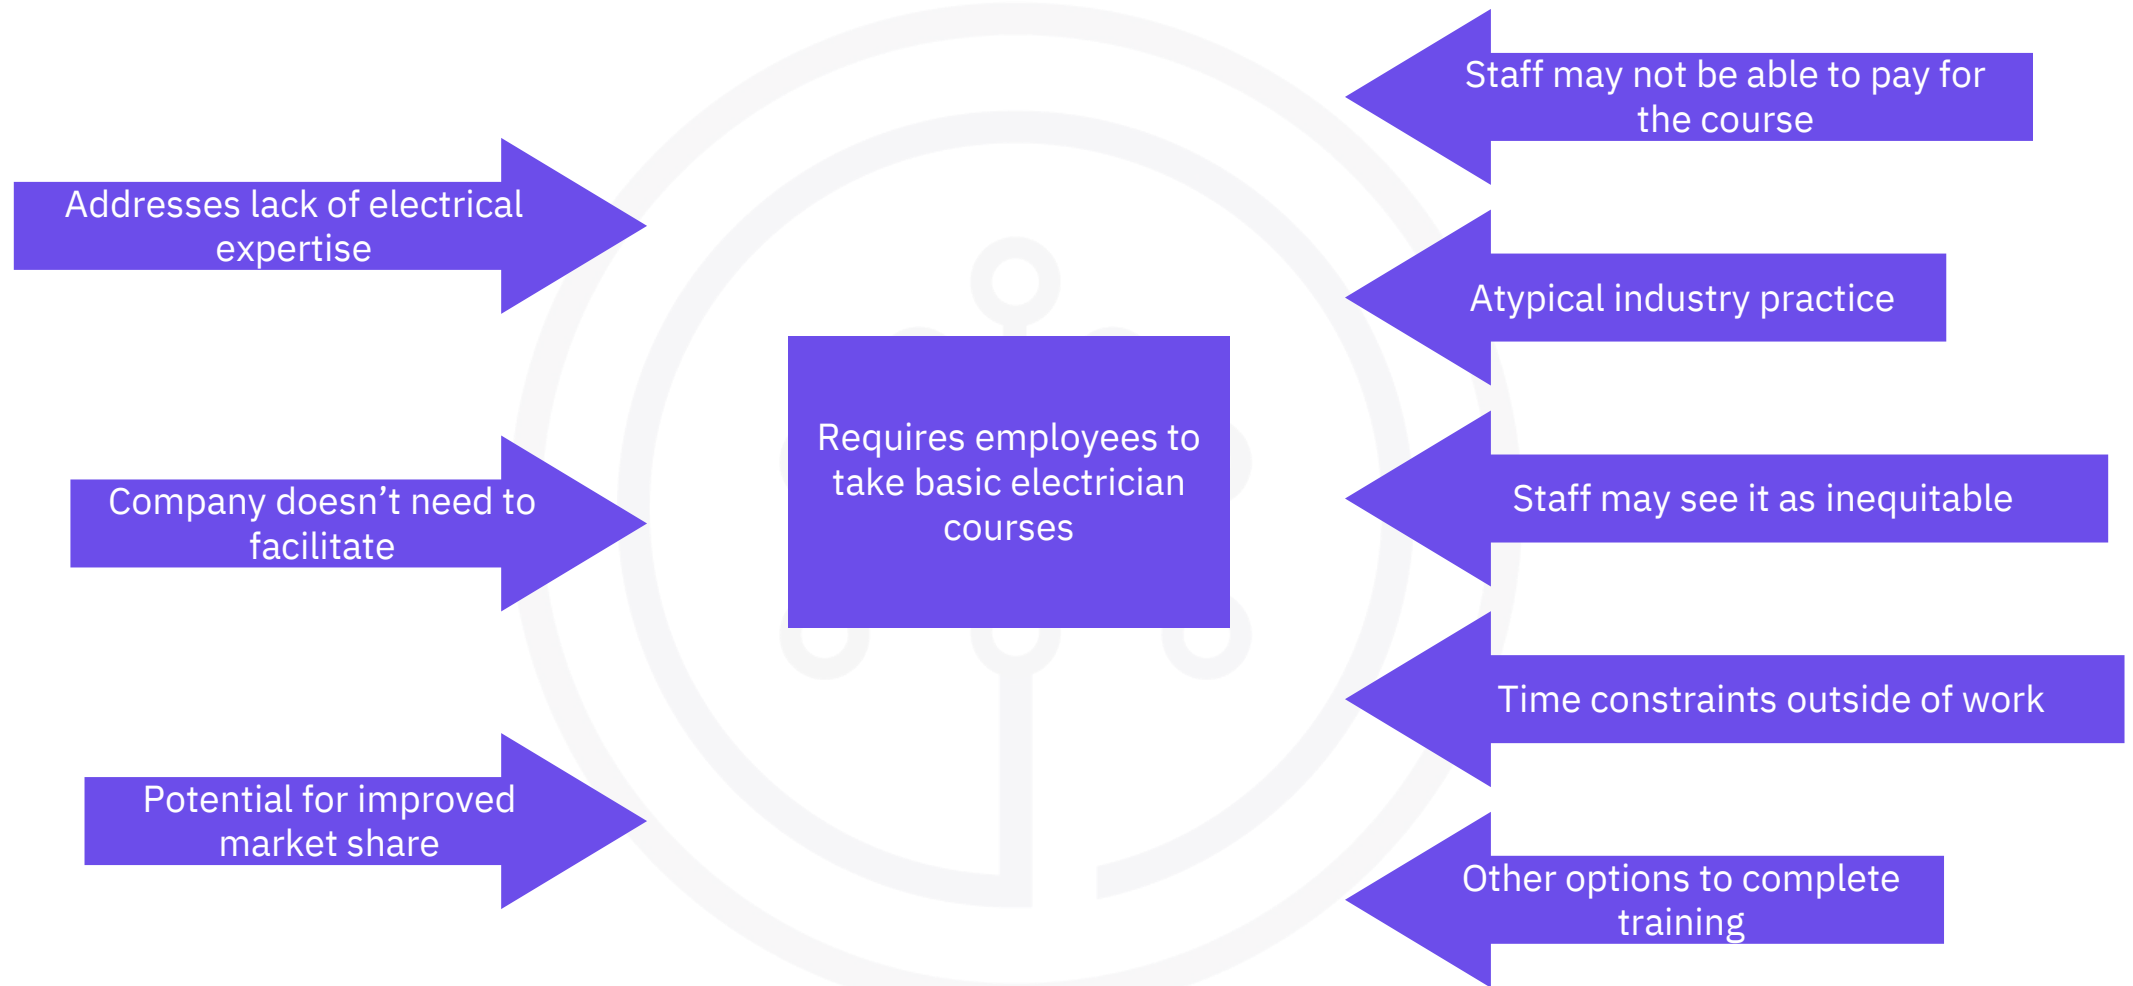 Addresses lack of electrical
expertise
Company doesn’t need to
facilitate
Potential for improved
market share
Requires employees to
take basic electrician
courses
Staff may not be able to pay for
the course
Atypical industry practice
Staff may see it as inequitable
Time constraints outside of work
Other options to complete
training